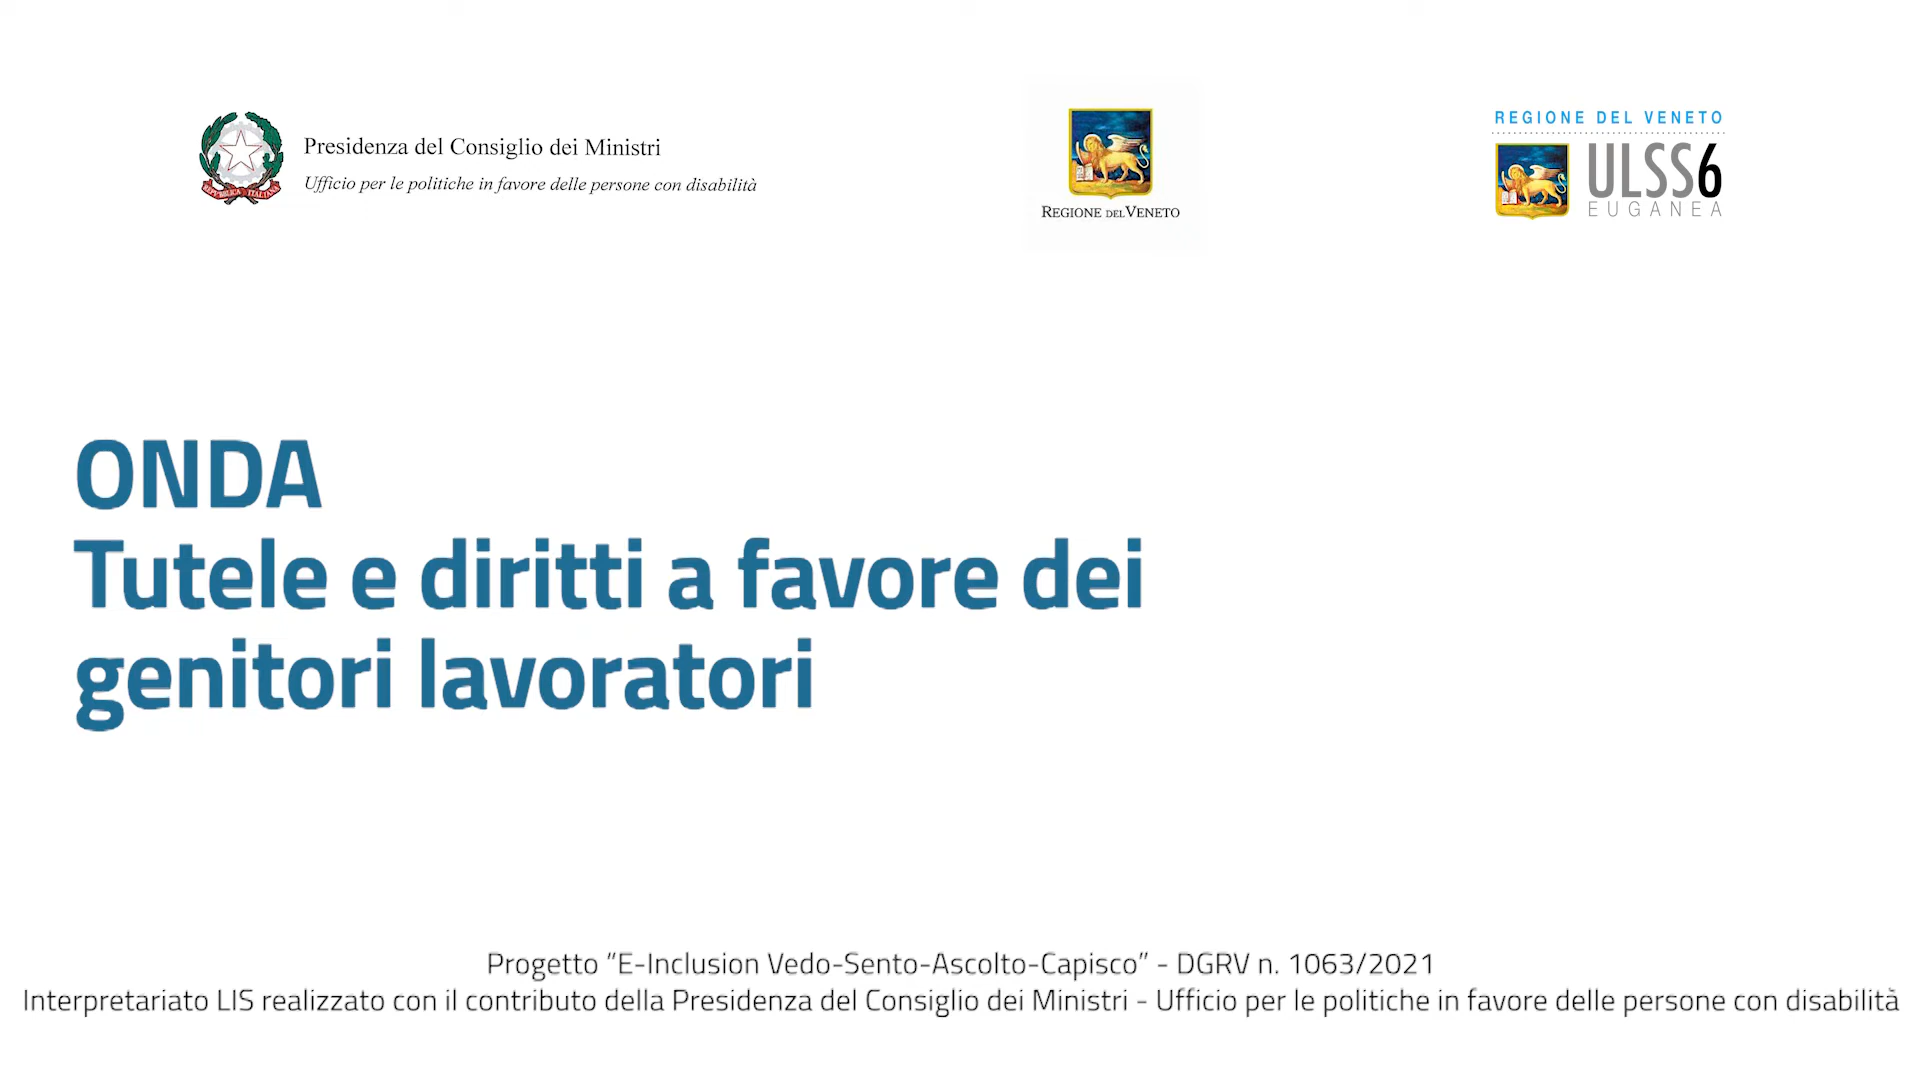 Presidenza del Consiglio dei Ministri
Ufficio per le politiche in favore delle persone con disabilità
REPVBBLICA ITALIANA
REGIONE DEL VENETO
REGIONE DEL VENETO
ULSS6
EUGANEA
ONDA
Tutele e diritti a favore dei
genitori lavoratori
Progetto "E-Inclusion Vedo-Sento-Ascolto-Capisco" - DGRV n. 1063/2021
Interpretariato LIS realizzato con il contributo della Presidenza del Consiglio dei Ministri - Ufficio per le politiche in favore delle persone con disabilità